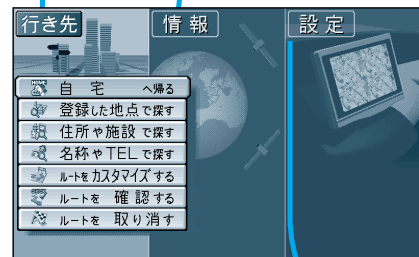 行き先 情報 設定
HOME 自宅へ帰る
登録した地点で探す
住所や施設で探す
名称やTELで探す
ルートをカスタマイズする
ルートを 確認する
ルートを 取り消す